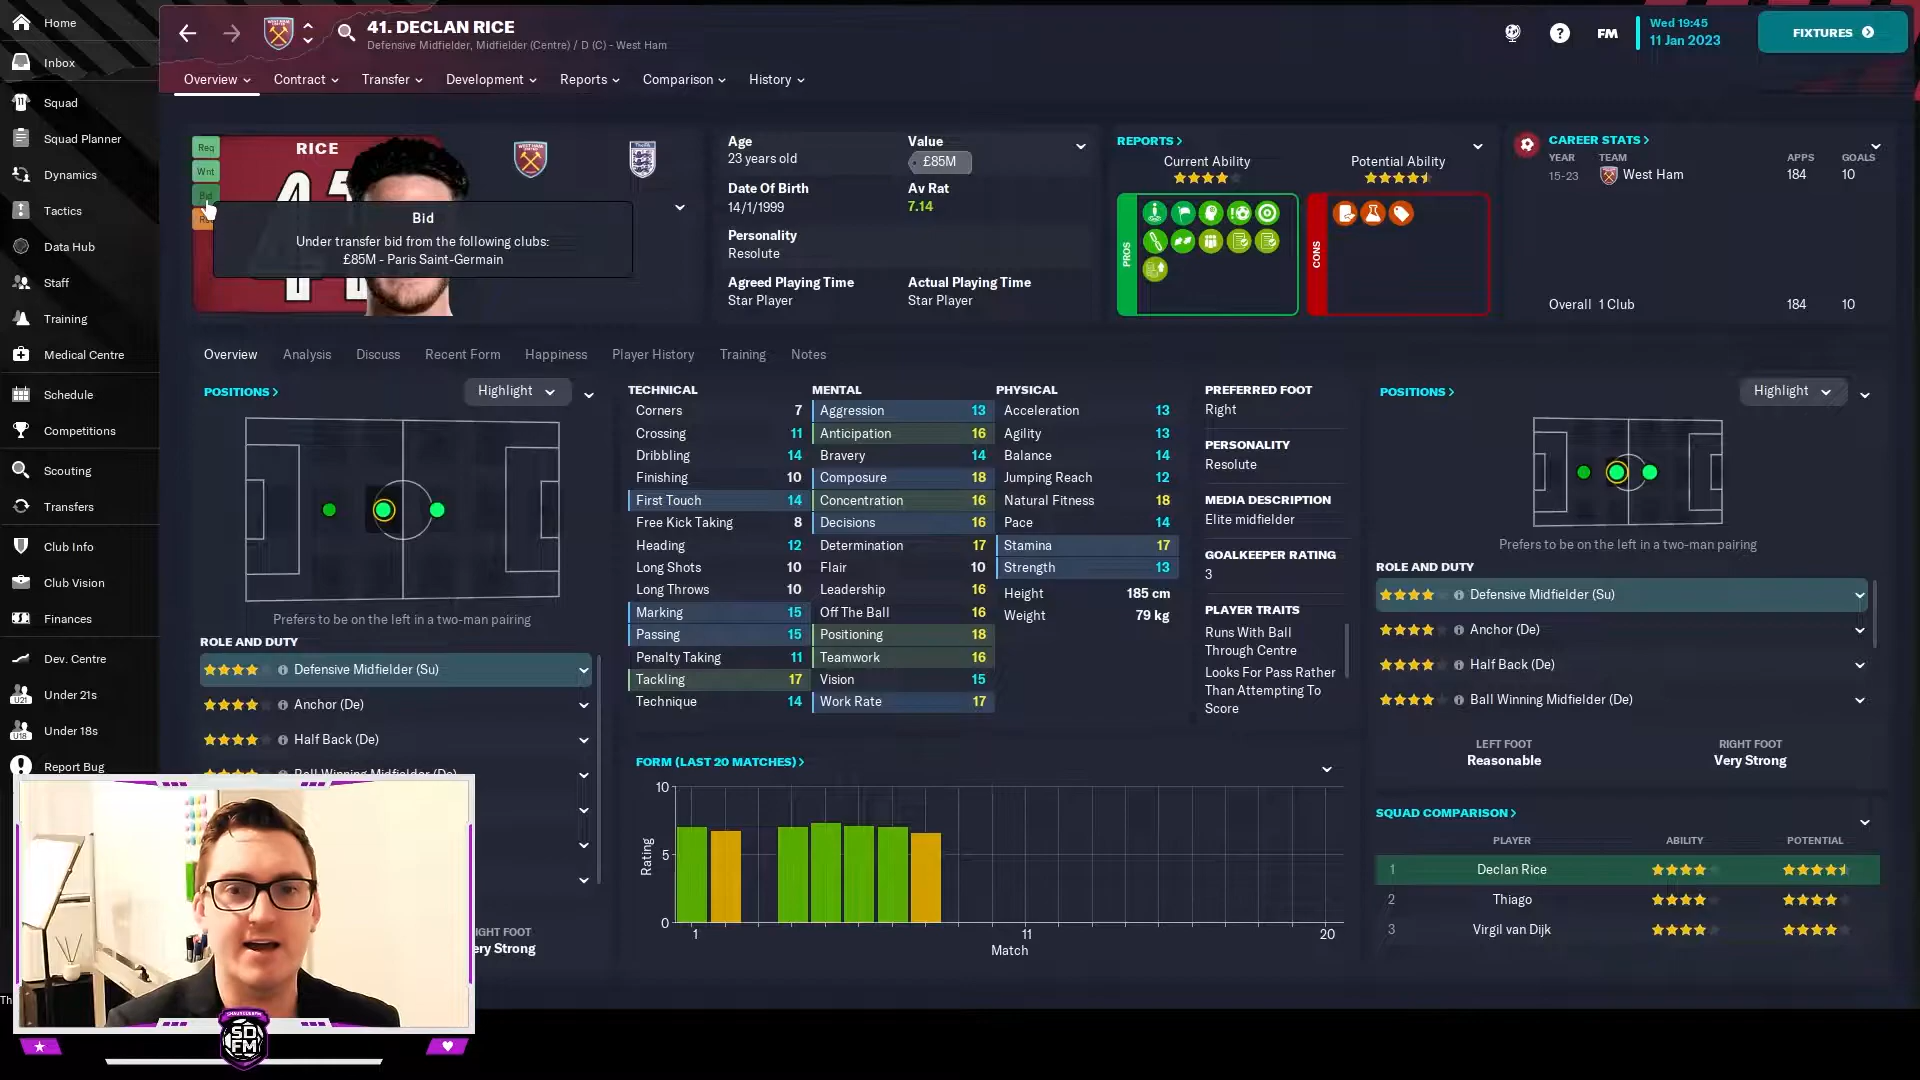 Home
Inbox
Squad
Squad Planner
Dynamics
Tactics
Data Hub
Staff
Training
Medical Centre
Schedule
Competitions
Scouting
Transfers
Club Info
Club Vision
Finances
Dev. Centre
Under 21s
Under 18s
Report Bug
41. DECLAN RICE
Defensive Midfielder, Midfielder (Centre) / D (C) - West Ham
FM
Wed 19:45
11 Jan 2023
FIXTURES
Overview Contract Transfer Development Reports Comparison History
Req
Wnt
Bid
RICE
Bid
Under transfer bid from the following clubs:
£85M - Paris Saint-Germain
Age
23 years old
Value
£85M
Date Of Birth
14/1/1999
Av Rat
7.14
Personality
Resolute
Agreed Playing Time
Star Player
Actual Playing Time
Star Player
REPORTS >
Current Ability
Potential Ability
PROS
CONS
CAREER STATS >
YEAR TEAM APPS GOALS
15-23 West Ham 184 10
Overall 1 Club 184 10
Overview Analysis Discuss Recent Form Happiness Player History Training Notes
POSITIONS >
Highlight
Prefers to be on the left in a two-man pairing
ROLE AND DUTY
Defensive Midfielder (Su)
Anchor (De)
Half Back (De)
Ball Winning Midfielder (De)
TECHNICAL
Corners 7
Crossing 11
Dribbling 14
Finishing 10
First Touch 14
Free Kick Taking 8
Heading 12
Long Shots 10
Long Throws 10
Marking 15
Passing 15
Penalty Taking 11
Tackling 17
Technique 14
MENTAL
Aggression 13
Anticipation 16
Bravery 14
Composure 18
Concentration 16
Decisions 16
Determination 17
Flair 10
Leadership 16
Off The Ball 16
Positioning 18
Teamwork 16
Vision 15
Work Rate 17
PHYSICAL
Acceleration 13
Agility 13
Balance 14
Jumping Reach 12
Natural Fitness 18
Pace 14
Stamina 17
Strength 13
Height 185 cm
Weight 79 kg
PREFERRED FOOT
Right
PERSONALITY
Resolute
MEDIA DESCRIPTION
Elite midfielder
GOALKEEPER RATING
3
PLAYER TRAITS
Runs With Ball
Through Centre
Looks For Pass Rather
Than Attempting To
Score
FORM (LAST 20 MATCHES) >
Rating
10
5
0
1 11 20
Match
POSITIONS >
Highlight
Prefers to be on the left in a two-man pairing
ROLE AND DUTY
Defensive Midfielder (Su)
Anchor (De)
Half Back (De)
Ball Winning Midfielder (De)
LEFT FOOT
Reasonable
RIGHT FOOT
Very Strong
SQUAD COMPARISON >
PLAYER ABILITY POTENTIAL
1 Declan Rice
2 Thiago
3 Virgil van Dijk
IGHT FOOT
ery Strong
Th
SD
FM